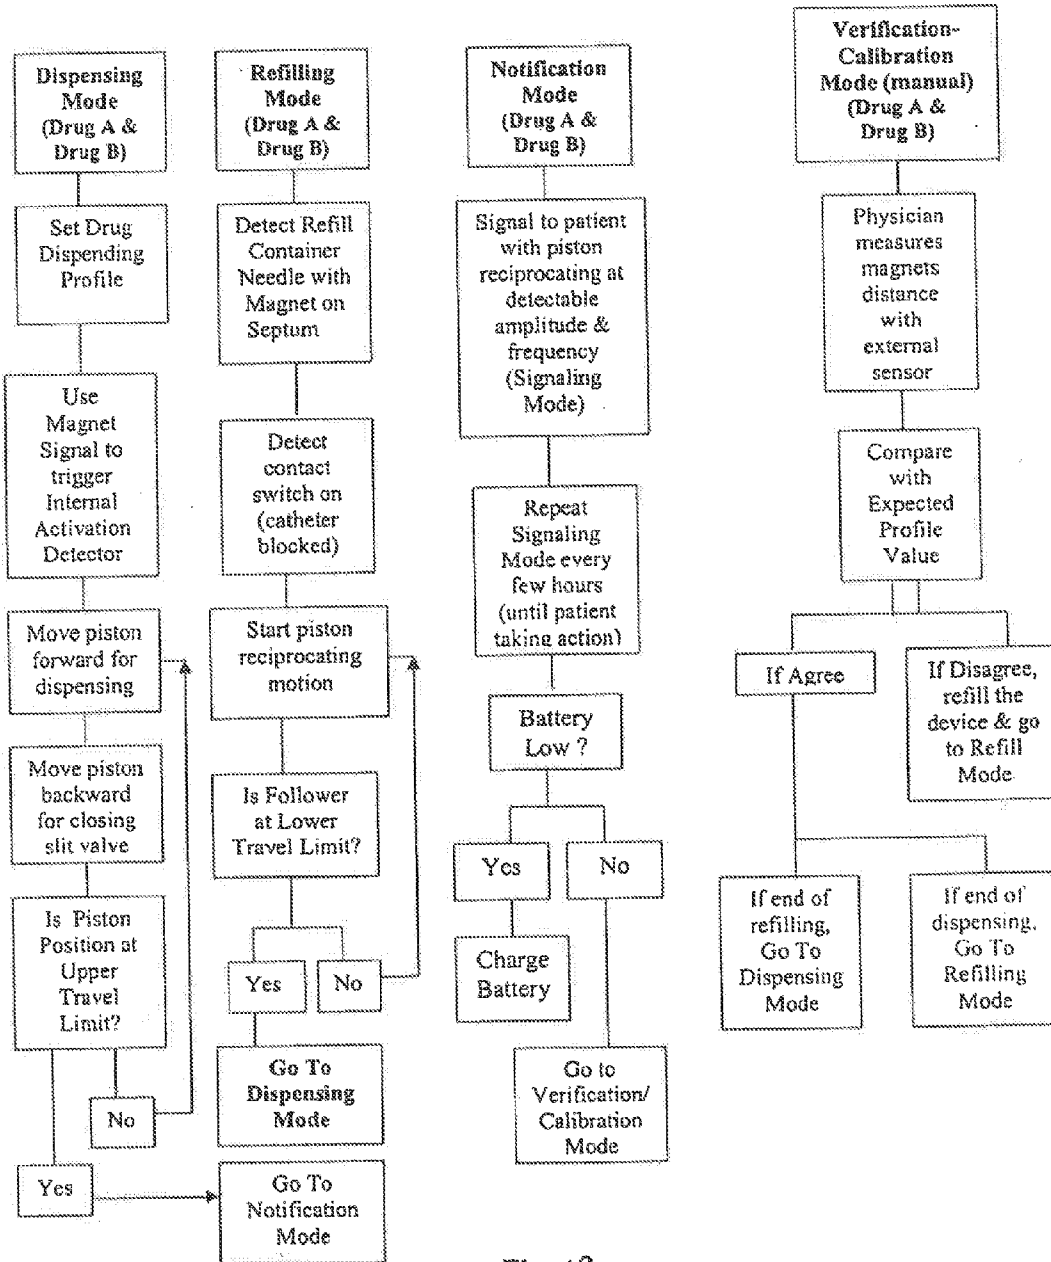 Dispensing
Mode
(Drug A &
Drug B)
Set Drug
Dispending
Profile
Use
Magnet
Signal to
trigger
Internal
Activation
Detector
Move piston
forward for
dispensing
Move piston
backward
for closing
slit valve
Is Piston
Position at
Upper
Travel
Limit?
No
Yes
Refilling
Mode
(Drug A &
Drug B)
Detect Refill
Container
Needle with
Magnet on
Septum
Detect
contact
switch on
(catheter
blocked)
Start piston
reciprocating
motion
Is Follower
at Lower
Travel Limit?
Yes
No
Go To
Dispensing
Mode
Go To
Notification
Mode
Notification
Mode
(Drug A &
Drug B)
Signal to patient
with piston
reciprocating at
detectable
amplitude &
frequency
(Signaling
Mode)
Repeat
Signaling
Mode every
few hours
(until patient
taking action)
Battery
Low ?
Yes
No
Charge
Battery
Go to
Verification/
Calibration
Mode
Verification-
Calibration
Mode (manual)
(Drug A &
Drug B)
Physician
measures
magnets
distance
with
external
sensor
Compare
with
Expected
Profile
Value
If Agree
If Disagree,
refill the
device & go
to Refill
Mode
If end of
refilling,
Go To
Dispensing
Mode
If end of
dispensing,
Go To
Refilling
Mode